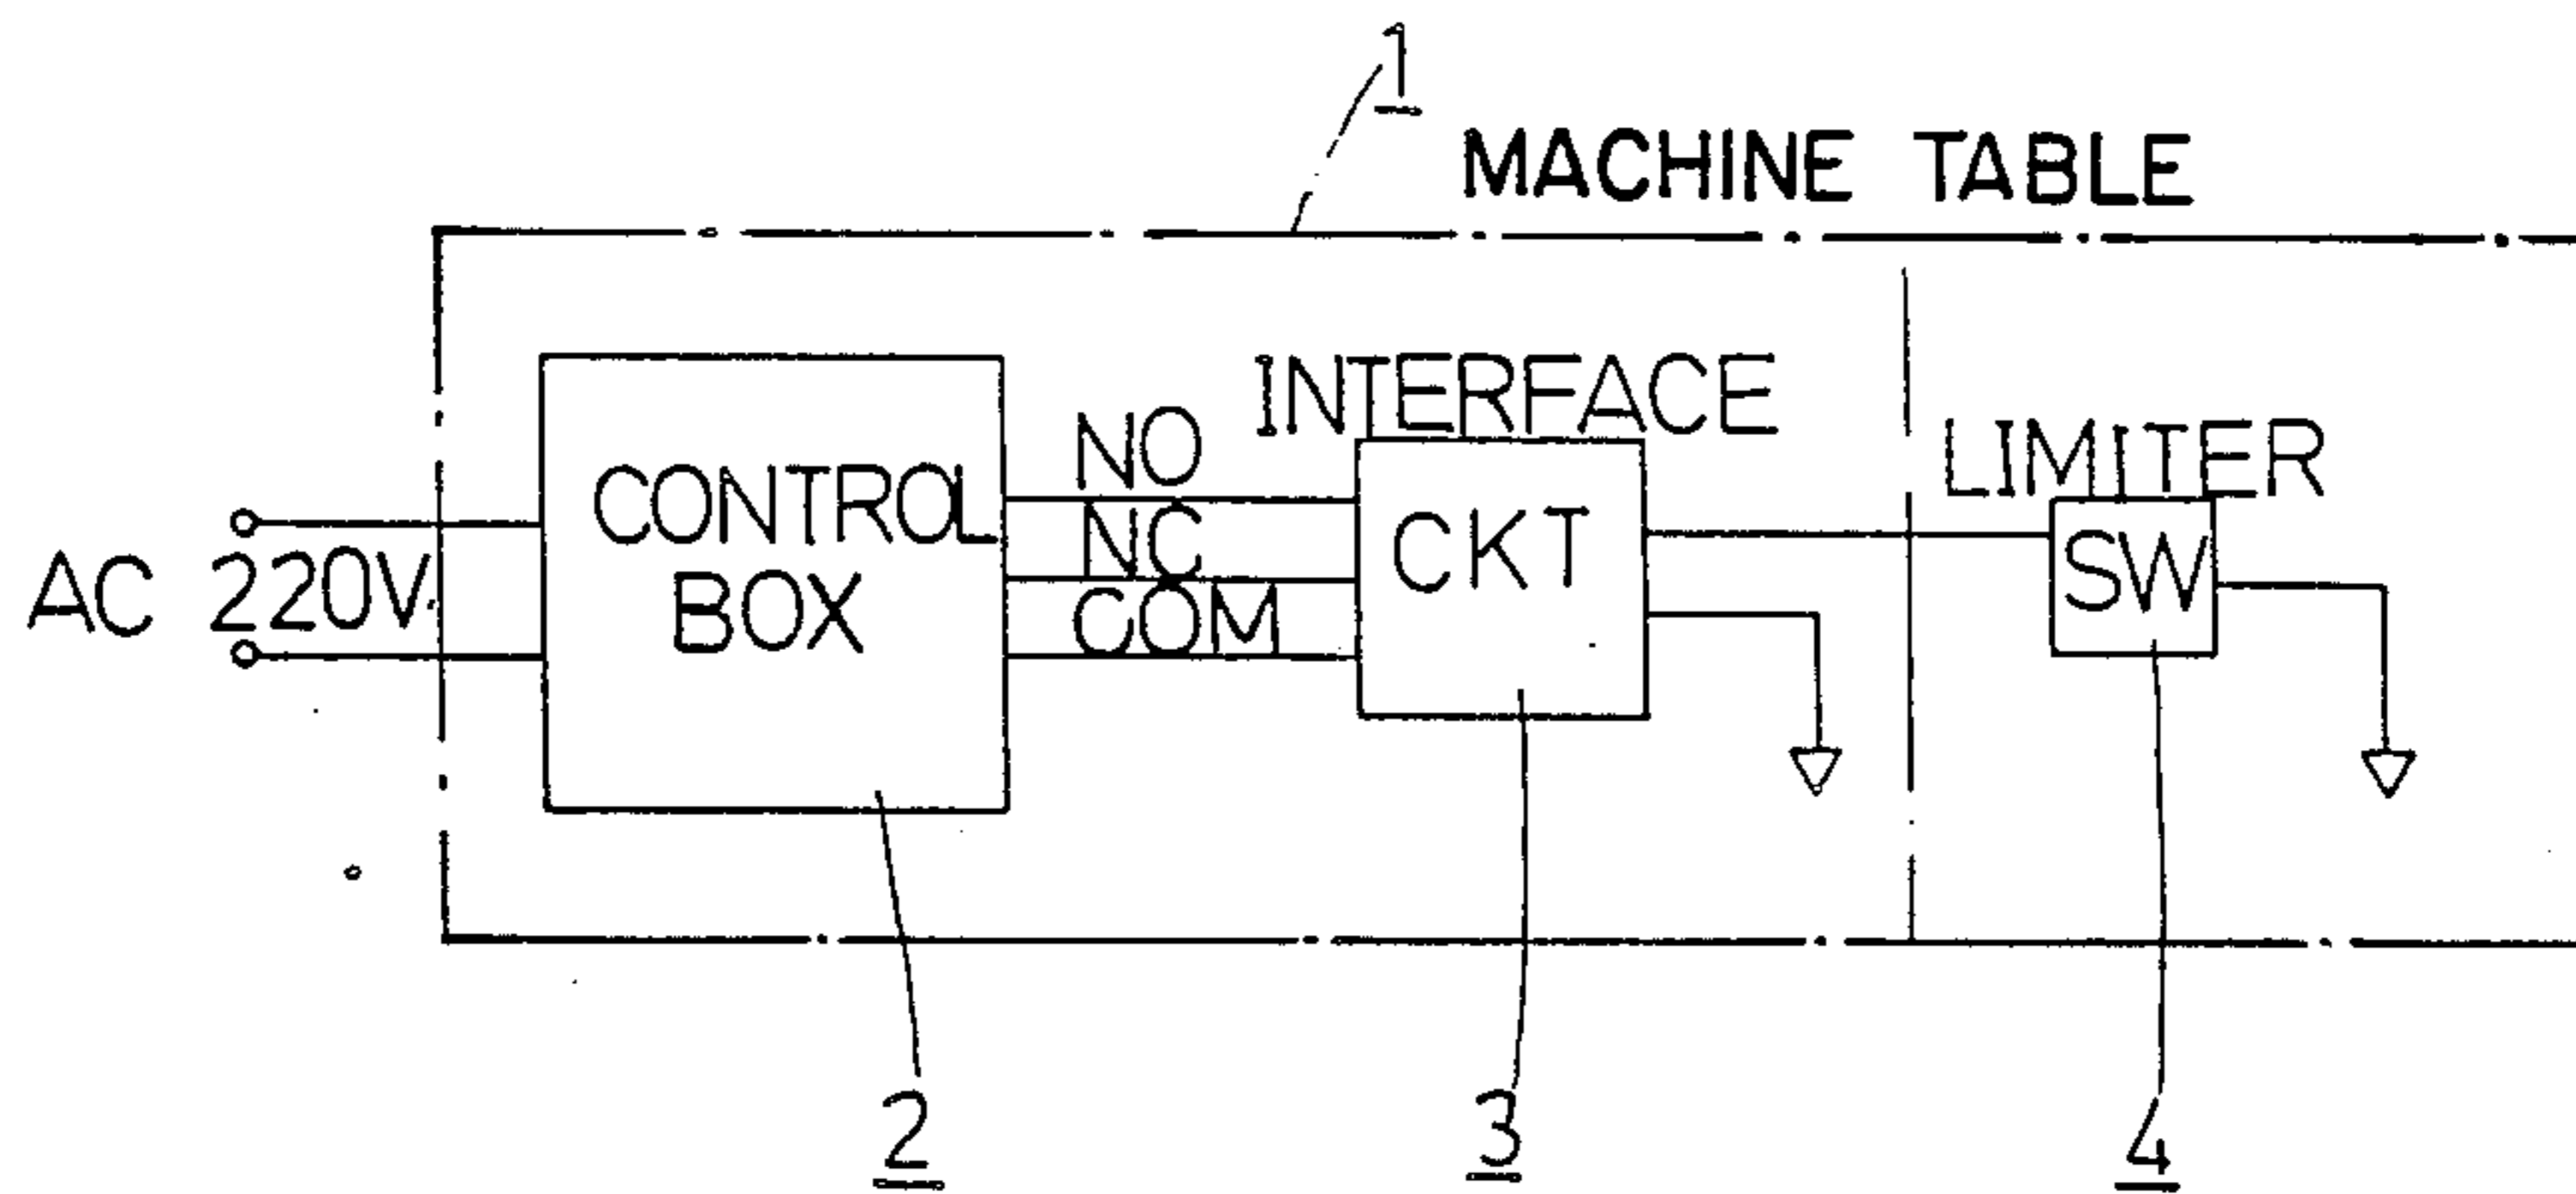 1
MACHINE TABLE
INTERFACE
LIMITER
NO
CONTROL
BOX
NC
CKT
SW
AC 220V
COM
2
3
4